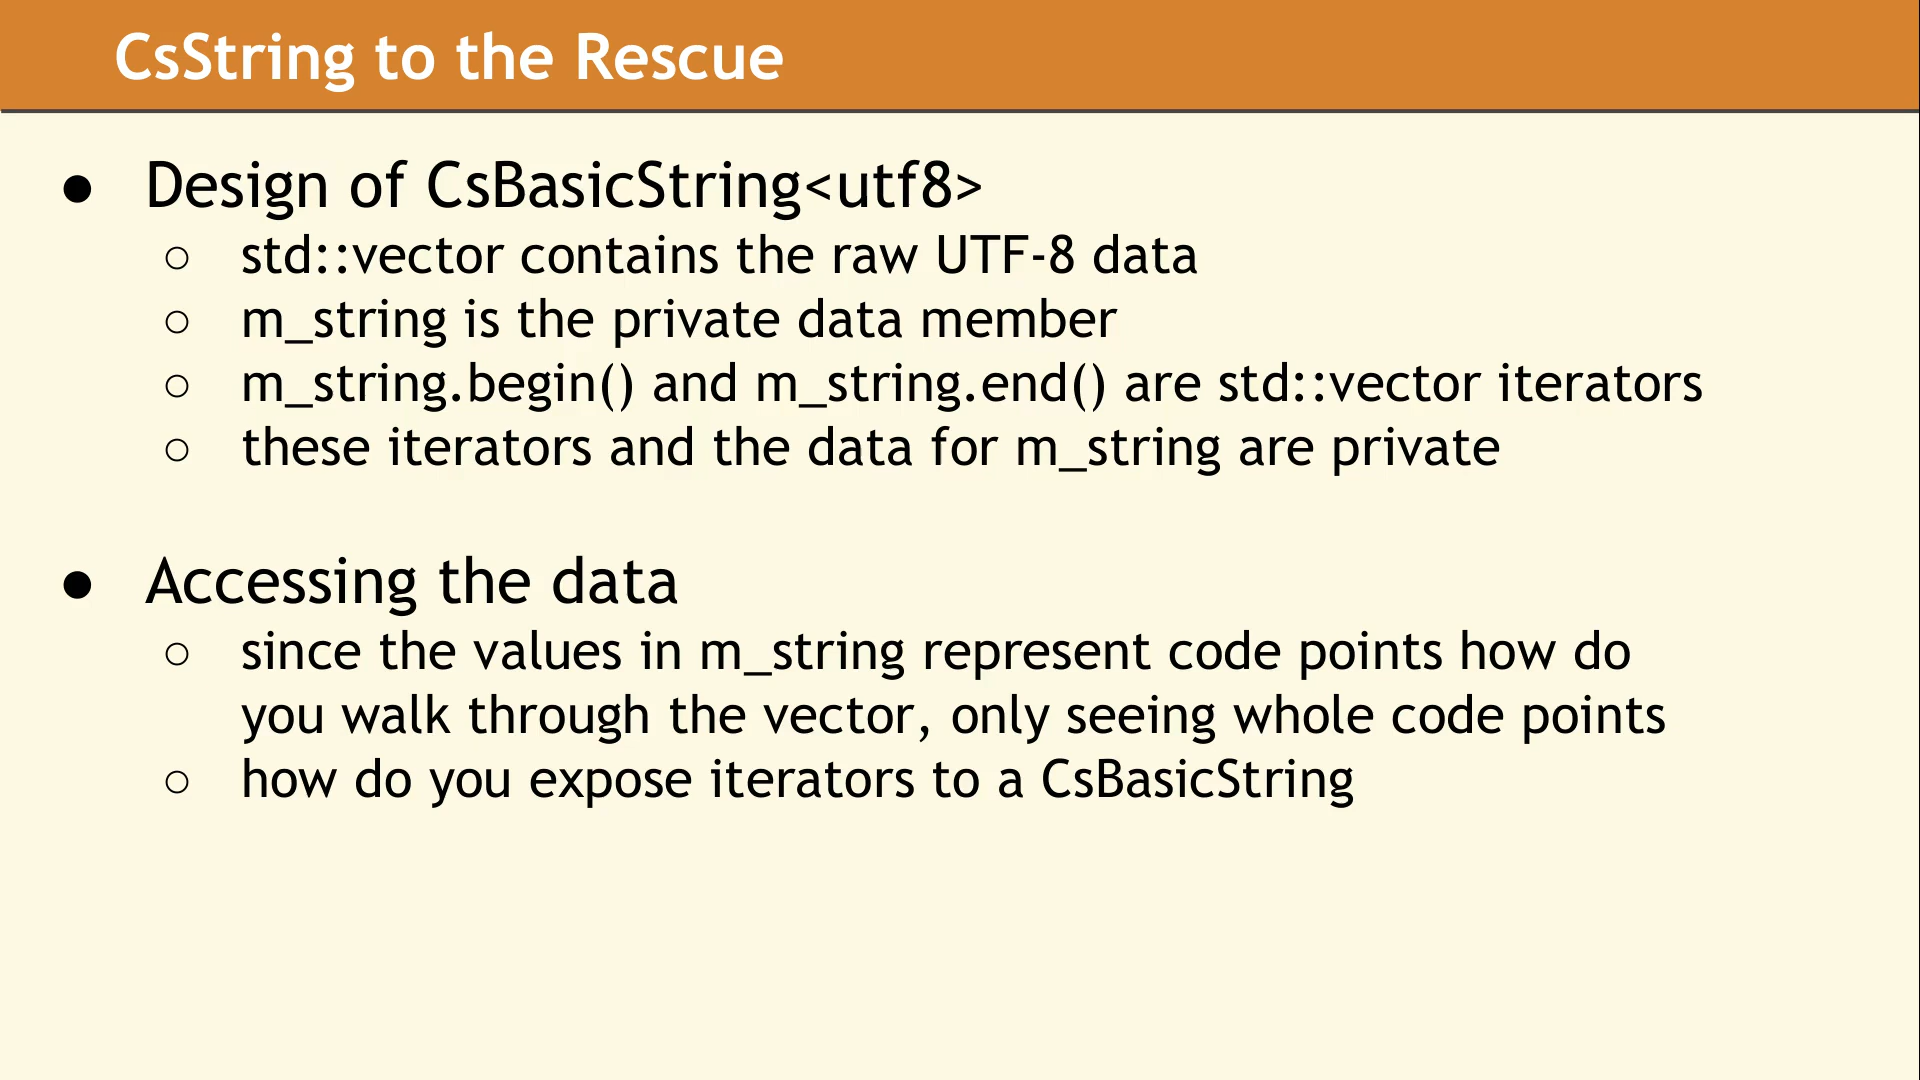 CsString to the Rescue
● Design of CsBasicString<utf8>
○ std::vector contains the raw UTF-8 data
○ m_string is the private data member
○ m_string.begin() and m_string.end() are std::vector iterators
○ these iterators and the data for m_string are private
● Accessing the data
○ since the values in m_string represent code points how do
you walk through the vector, only seeing whole code points
○ how do you expose iterators to a CsBasicString